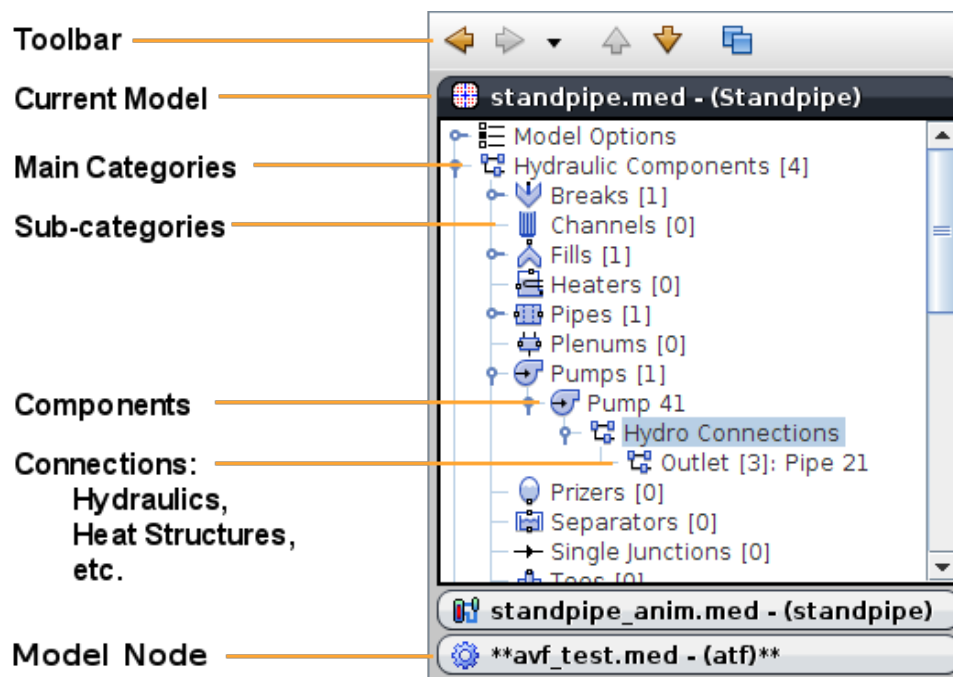 Toolbar
Current Model
standpipe.med - (Standpipe)
Model Options
Main Categories
Hydraulic Components [4]
Breaks [1]
Sub-categories
Channels [0]
Fills [1]
Heaters [0]
Pipes [1]
Plenums [0]
Pumps [1]
Components
Pump 41
Hydro Connections
Connections:
Outlet [3]: Pipe 21
Hydraulics,
Prizers [0]
Heat Structures,
Separators [0]
etc.
Single Junctions [0]
Tees [0]
standpipe_anim.med - (standpipe)
Model Node
**avf_test.med - (atf)**